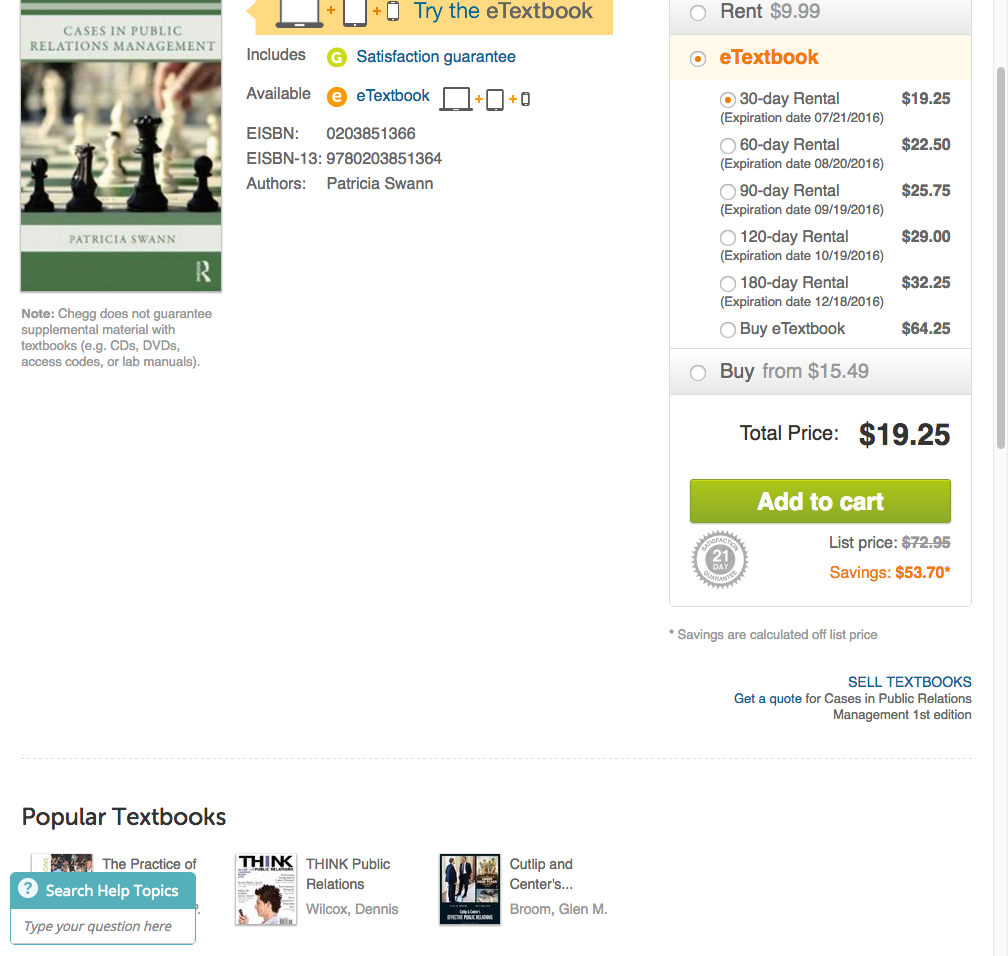 CASES IN PUBLIC
RELATIONS MANAGEMENT
PATRICIA SWANN
R
Note: Chegg does not guarantee
supplemental material with
textbooks (e.g. CDs, DVDs,
access codes, or lab manuals).
+ + Try the eTextbook
Includes G Satisfaction guarantee
Available e eTextbook + +
EISBN: 0203851366
EISBN-13: 9780203851364
Authors: Patricia Swann
Rent $9.99
eTextbook
30-day Rental $19.25
(Expiration date 07/21/2016)
60-day Rental $22.50
(Expiration date 08/20/2016)
90-day Rental $25.75
(Expiration date 09/19/2016)
120-day Rental $29.00
(Expiration date 10/19/2016)
180-day Rental $32.25
(Expiration date 12/18/2016)
Buy eTextbook $64.25
Buy from $15.49
Total Price: $19.25
Add to cart
SATISFACTION
21
DAY
GUARANTEE
List price: $72.95
Savings: $53.70*
* Savings are calculated off list price
SELL TEXTBOOKS
Get a quote for Cases in Public Relations
Management 1st edition
Popular Textbooks
The Practice of
THINK
PUBLIC RELATIONS
THINK Public
Relations
Wilcox, Dennis
Cutlip & Center's
EFFECTIVE PUBLIC RELATIONS
Cutlip and
Center's...
Broom, Glen M.
? Search Help Topics
Type your question here